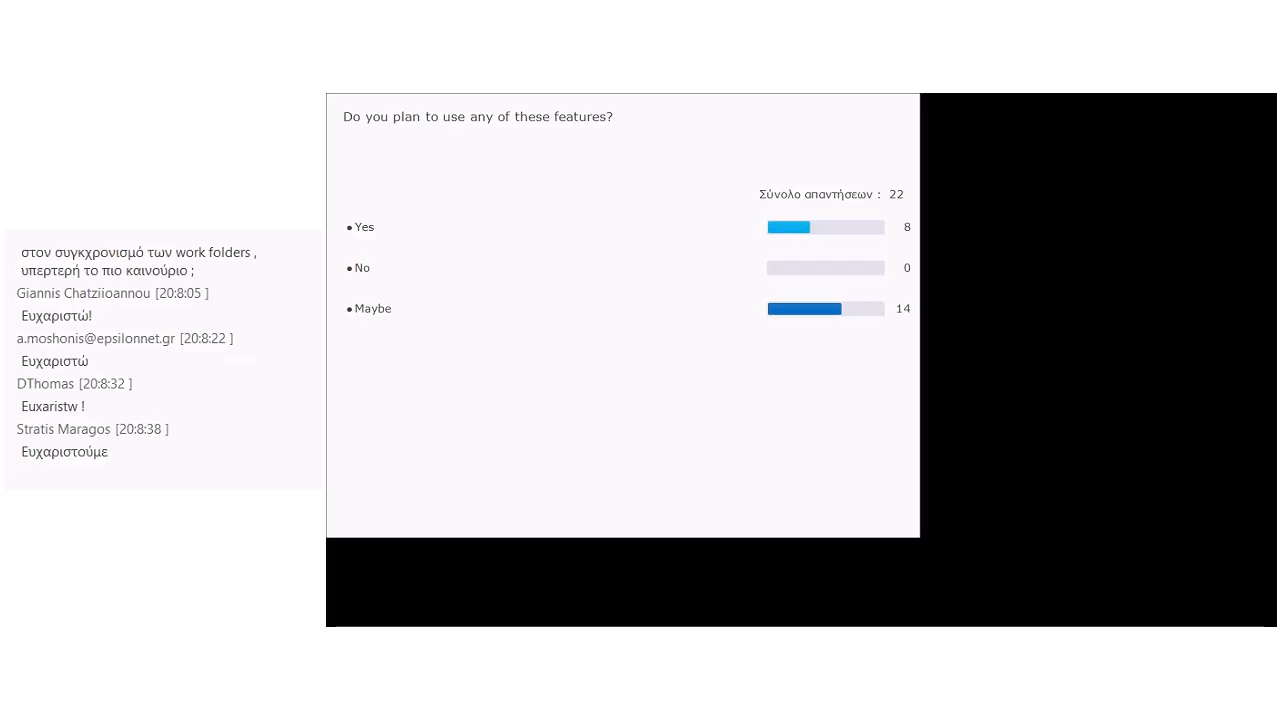 στον συγκχρονισμό των work folders ,
υπερτερή το πιο καινούριο ;
Giannis Chatziioannou [20:8:05 ]
Ευχαριστώ!
a.moshonis@epsilonnet.gr [20:8:22 ]
Ευχαριστώ
DThomas [20:8:32 ]
Euxaristw !
Stratis Maragos [20:8:38 ]
Ευχαριστούμε
Do you plan to use any of these features?
Σύνολο απαντήσεων : 22
• Yes 8
• No 0
• Maybe 14